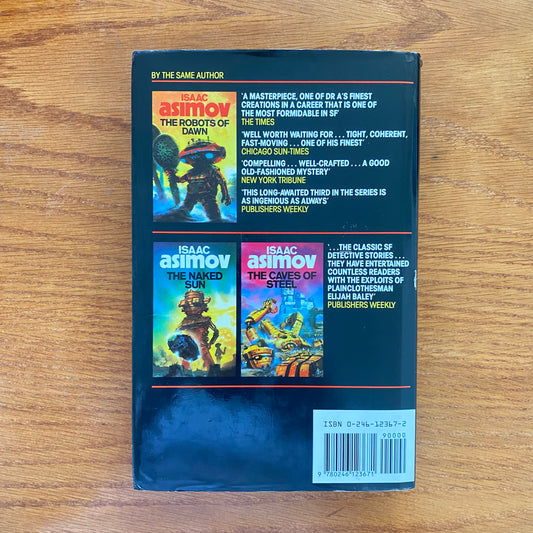 BY THE SAME AUTHOR
ISAAC
asimov
THE ROBOTS OF
DAWN
'A MASTERPIECE, ONE OF DR A'S FINEST
CREATIONS IN A CAREER THAT IS ONE OF
THE MOST FORMIDABLE IN SF'
THE TIMES
'WELL WORTH WAITING FOR . . . TIGHT, COHERENT,
FAST-MOVING . . . ONE OF HIS FINEST'
CHICAGO SUN-TIMES
'COMPELLING . . . WELL-CRAFTED . . . A GOOD
OLD-FASHIONED MYSTERY'
NEW YORK TRIBUNE
'THIS LONG-AWAITED THIRD IN THE SERIES IS
AS INGENIOUS AS ALWAYS'
PUBLISHERS WEEKLY
ISAAC
asimov
THE NAKED
SUN
ISAAC
asimov
THE CAVES OF
STEEL
'. . .THE CLASSIC SF
DETECTIVE STORIES . . .
THEY HAVE ENTERTAINED
COUNTLESS READERS
WITH THE EXPLOITS OF
PLAINCLOTHESMAN
ELIJAH BALEY'
PUBLISHERS WEEKLY
ISBN 0-246-12367-2
90000
9 780246 123671